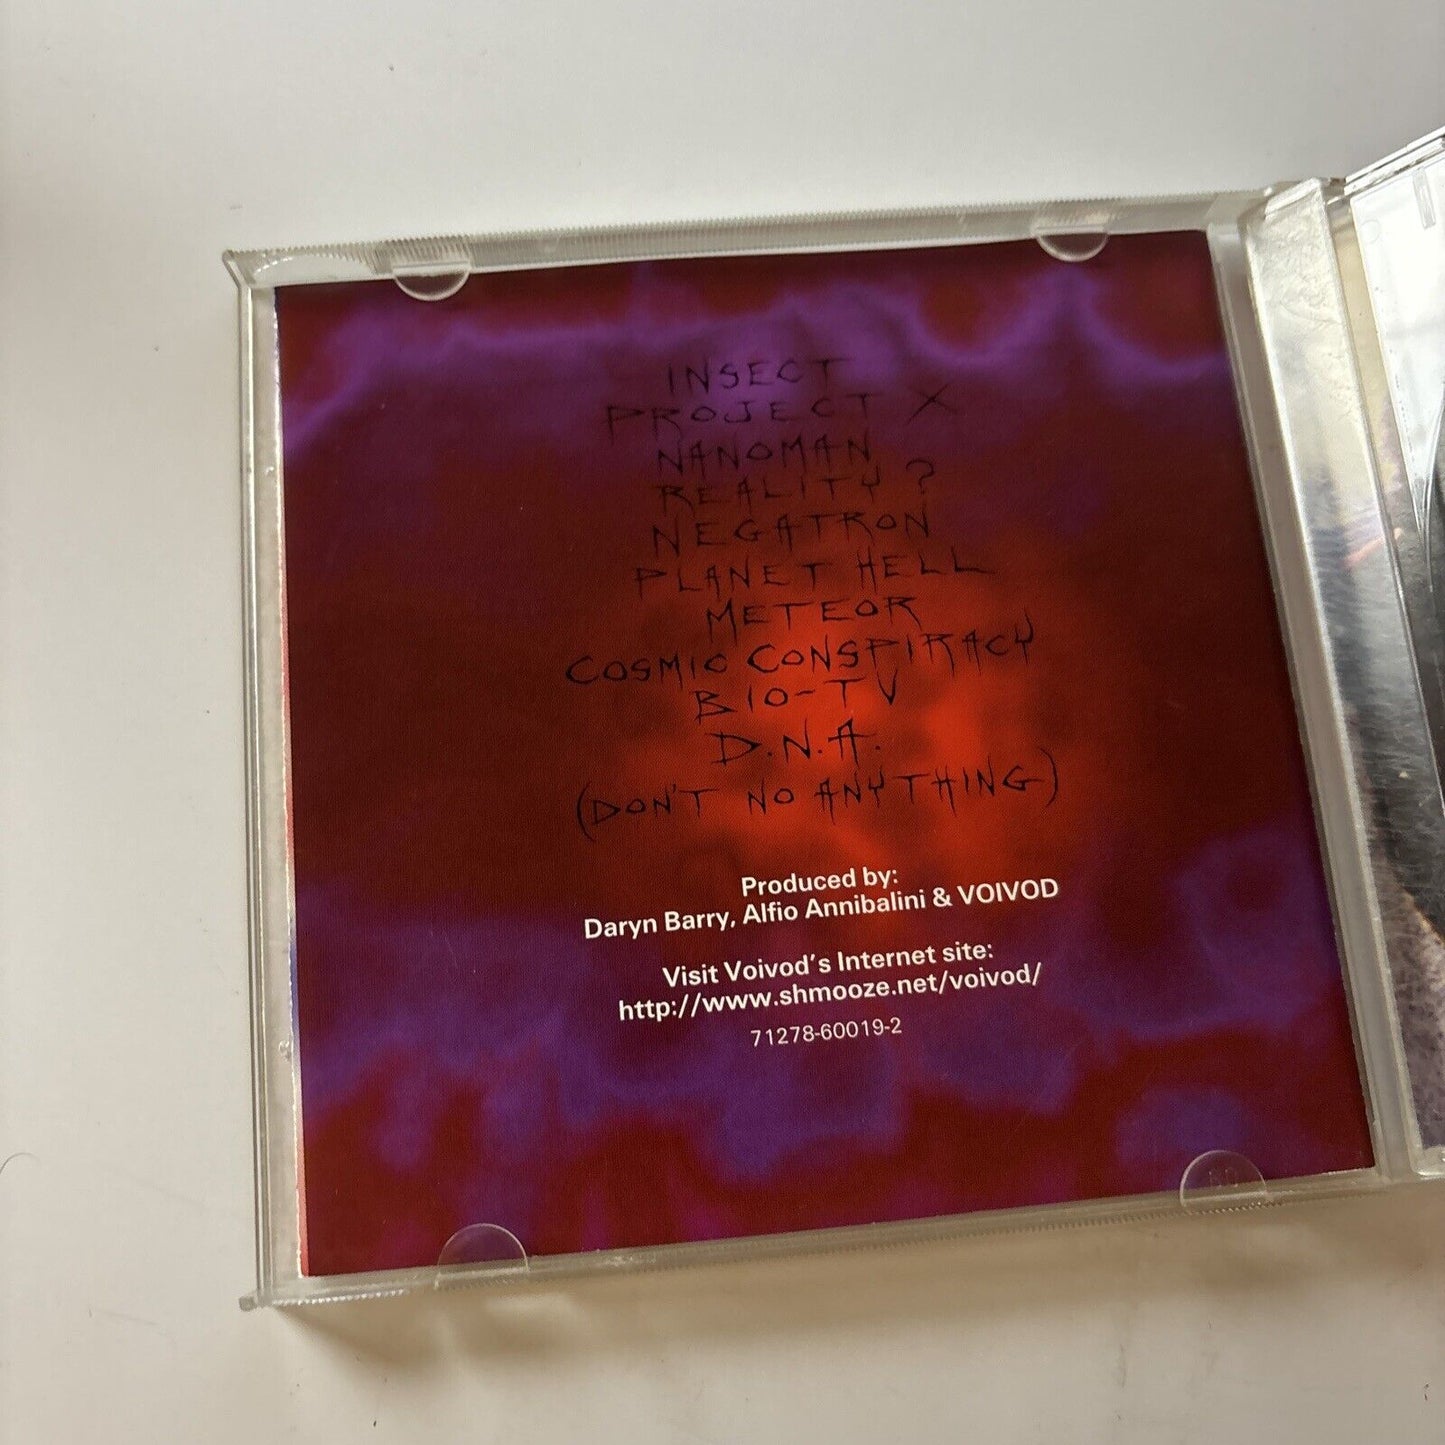 INSECT
PROJECT X
NANOMAN
REALITY ?
NEGATRON
PLANET HELL
METEOR
COSMIC CONSPIRACY
BIO-TV
D.N.A.
(DON'T NO ANYTHING)
Produced by:
Daryn Barry, Alfio Annibalini & VOIVOD
Visit Voivod's Internet site:
http://www.shmooze.net/voivod/
71278-60019-2